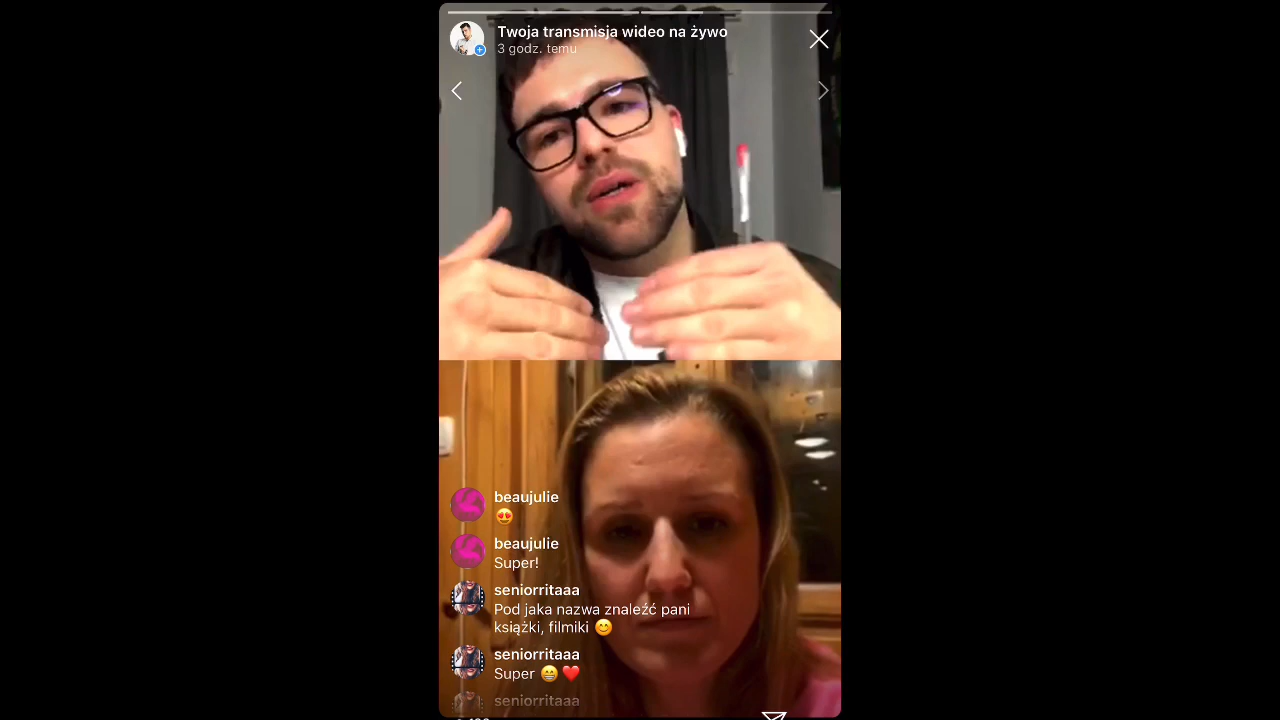 Twoja transmisja wideo na żywo
3 godz. temu
beaujulie
😍
beaujulie
Super!
seniorritaaa
Pod jaka nazwa znaleźć pani
książki, filmiki 😊
seniorritaaa
Super 😁 ❤️
seniorritaaa